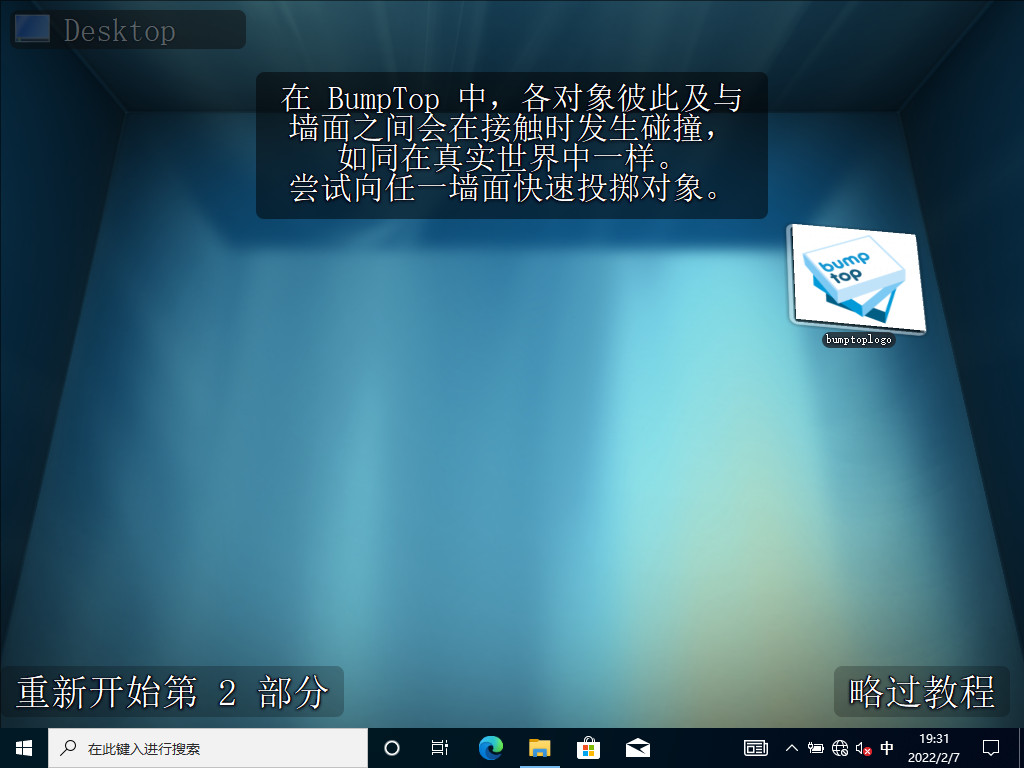 Desktop
在 BumpTop 中，各对象彼此及与
墙面之间会在接触时发生碰撞，
如同在真实世界中一样。
尝试向任一墙面快速投掷对象。
bump
top
bumptoplogo
重新开始第 2 部分
略过教程
在此键入进行搜索
中
19:31
2022/2/7